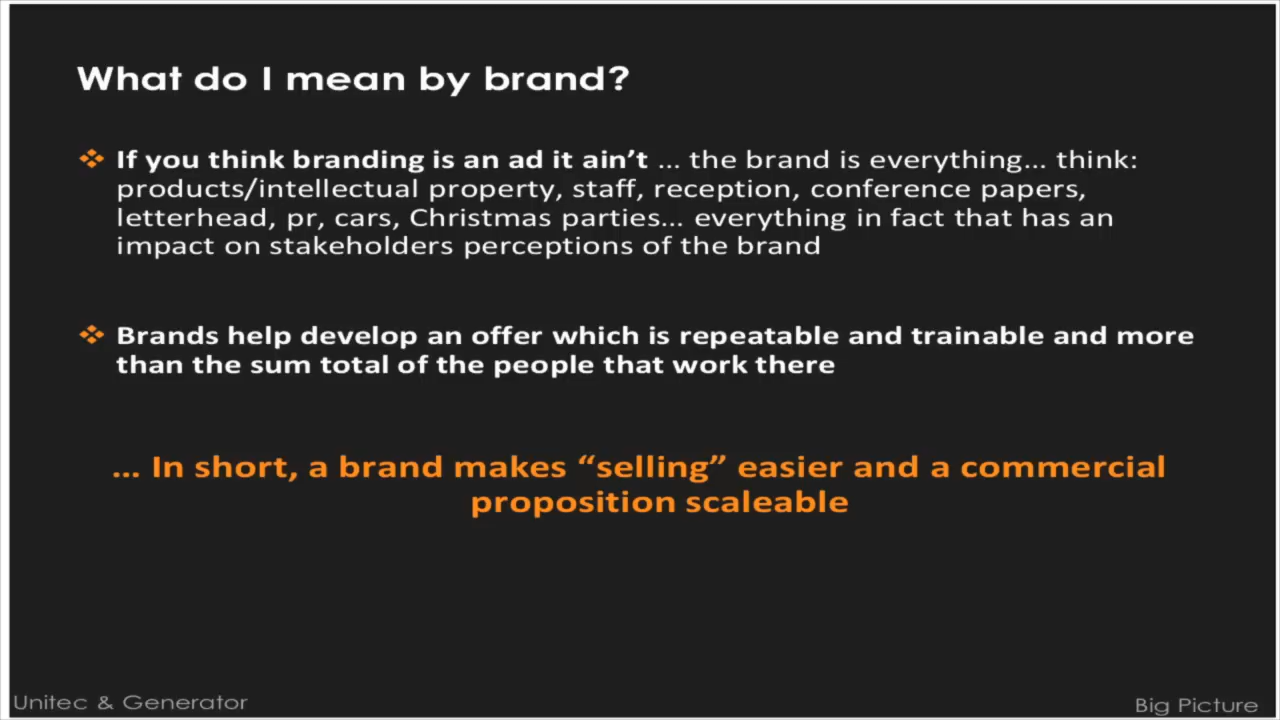 What do I mean by brand?
If you think branding is an ad it ain’t ... the brand is everything... think:
products/intellectual property, staff, reception, conference papers,
letterhead, pr, cars, Christmas parties... everything in fact that has an
impact on stakeholders perceptions of the brand
Brands help develop an offer which is repeatable and trainable and more
than the sum total of the people that work there
... In short, a brand makes “selling” easier and a commercial
proposition scaleable
Unitec & Generator
Big Picture